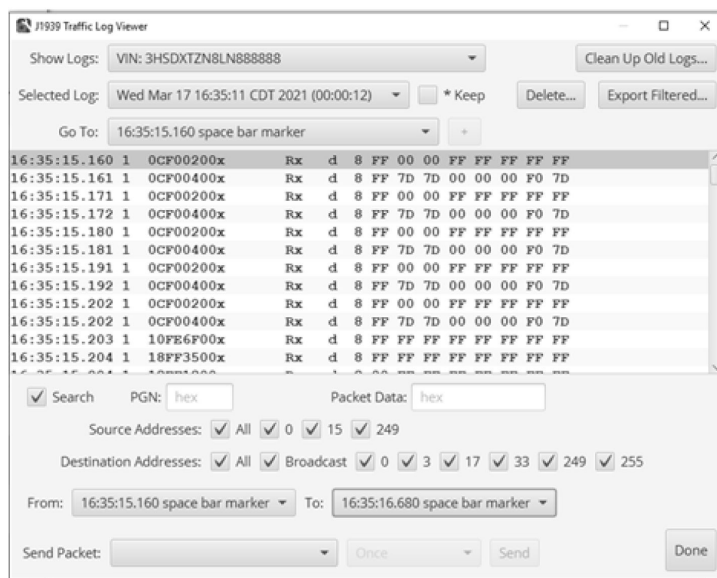 J1939 Traffic Log Viewer
Show Logs: VIN: 3HSDXTZN8LN888888 Clean Up Old Logs...
Selected Log: Wed Mar 17 16:35:11 CDT 2021 (00:00:12) * Keep Delete... Export Filtered...
Go To: 16:35:15.160 space bar marker +
16:35:15.160 1 0CF00200x Rx d 8 FF 00 00 FF FF FF FF FF
16:35:15.161 1 0CF00400x Rx d 8 FF 7D 7D 00 00 00 F0 7D
16:35:15.171 1 0CF00200x Rx d 8 FF 00 00 FF FF FF FF FF
16:35:15.172 1 0CF00400x Rx d 8 FF 7D 7D 00 00 00 F0 7D
16:35:15.180 1 0CF00200x Rx d 8 FF 00 00 FF FF FF FF FF
16:35:15.181 1 0CF00400x Rx d 8 FF 7D 7D 00 00 00 F0 7D
16:35:15.191 1 0CF00200x Rx d 8 FF 00 00 FF FF FF FF FF
16:35:15.192 1 0CF00400x Rx d 8 FF 7D 7D 00 00 00 F0 7D
16:35:15.202 1 0CF00200x Rx d 8 FF 00 00 FF FF FF FF FF
16:35:15.202 1 0CF00400x Rx d 8 FF 7D 7D 00 00 00 F0 7D
16:35:15.203 1 10FE6F00x Rx d 8 FF FF FF FF FF FF FF FF
16:35:15.204 1 18FF3500x Rx d 8 FF FF FF FF FF FF FF FF
Search PGN: hex Packet Data: hex
Source Addresses: All 0 15 249
Destination Addresses: All Broadcast 0 3 17 33 249 255
From: 16:35:15.160 space bar marker To: 16:35:16.680 space bar marker
Send Packet: Once Send Done